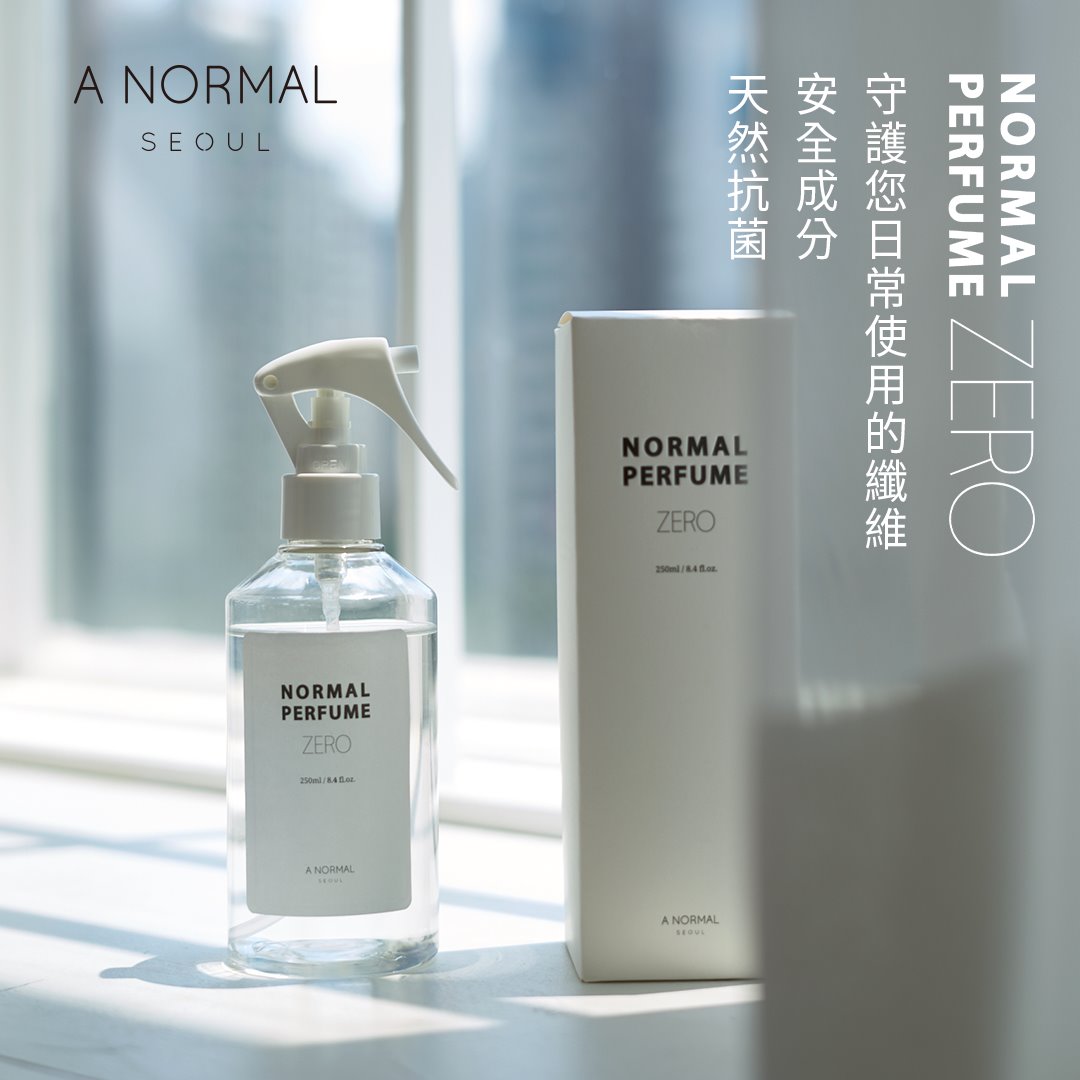 A NORMAL
SEOUL
NORMAL
PERFUME ZERO
守護您日常使用的纖維
安全成分
天然抗菌
NORMAL
PERFUME
ZERO
250ml / 8.4 fl.oz.
A NORMAL
SEOUL
NORMAL
PERFUME
ZERO
250ml / 8.4 fl.oz.
A NORMAL
SEOUL